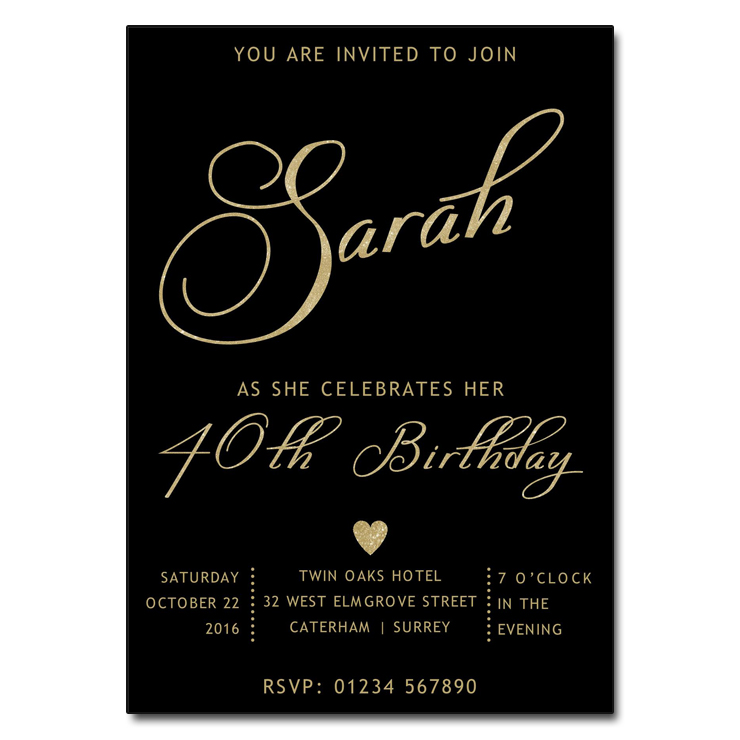 YOU ARE INVITED TO JOIN
Sarah
AS SHE CELEBRATES HER
40th Birthday
SATURDAY
OCTOBER 22
2016
TWIN OAKS HOTEL
32 WEST ELMGROVE STREET
CATERHAM | SURREY
7 O'CLOCK
IN THE
EVENING
RSVP: 01234 567890